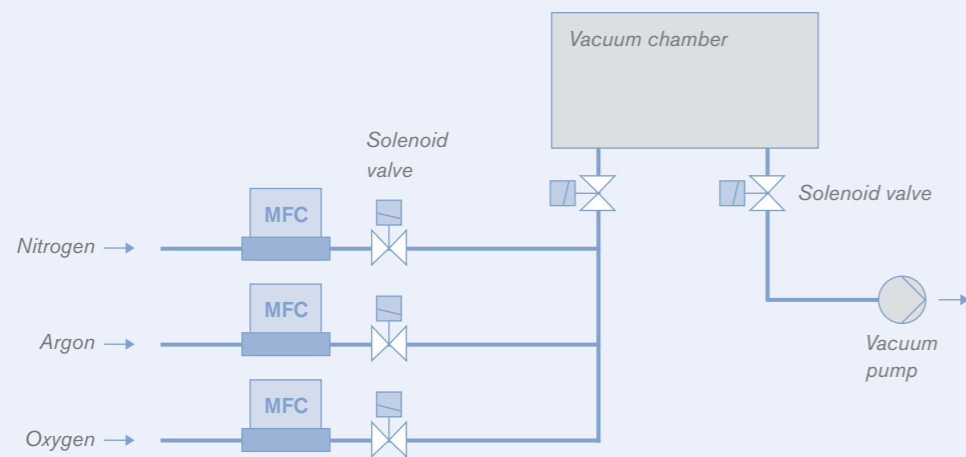 Vacuum chamber
Solenoid
valve
Solenoid valve
MFC
Nitrogen
MFC
Argon
Vacuum
pump
MFC
Oxygen